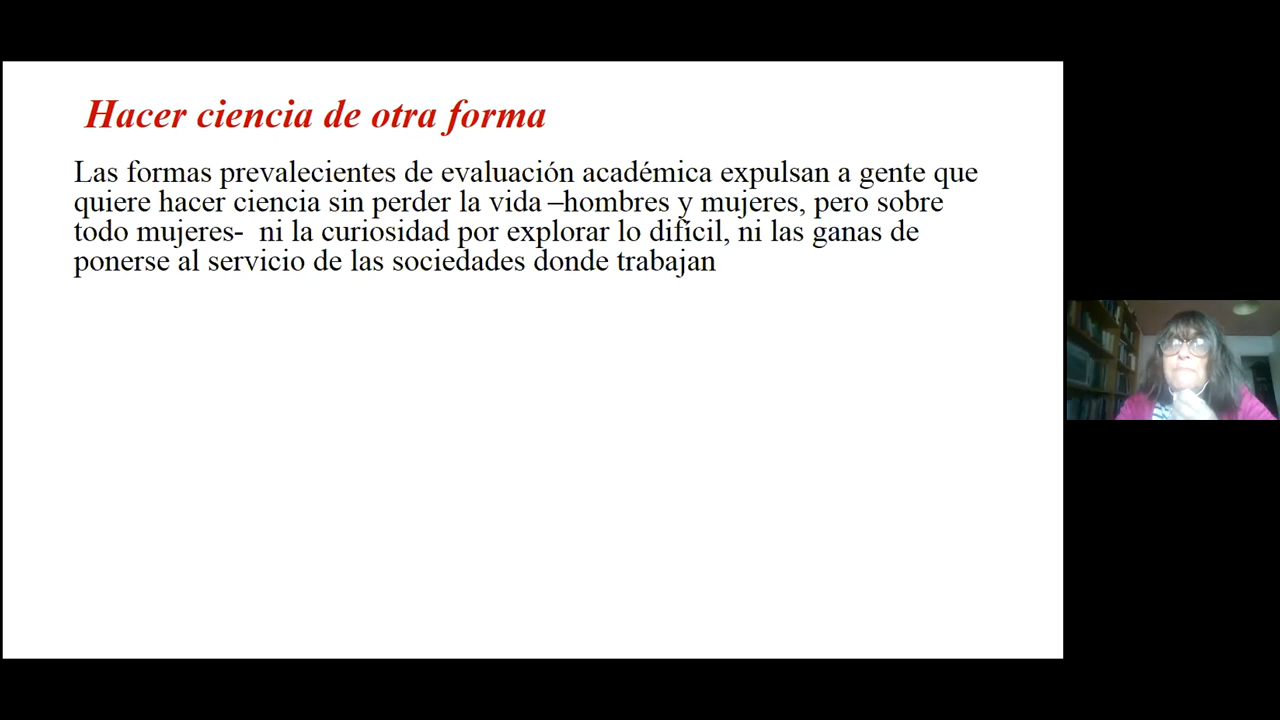 Hacer ciencia de otra forma
Las formas prevalecientes de evaluación académica expulsan a gente que
quiere hacer ciencia sin perder la vida –hombres y mujeres, pero sobre
todo mujeres-  ni la curiosidad por explorar lo difícil, ni las ganas de
ponerse al servicio de las sociedades donde trabajan